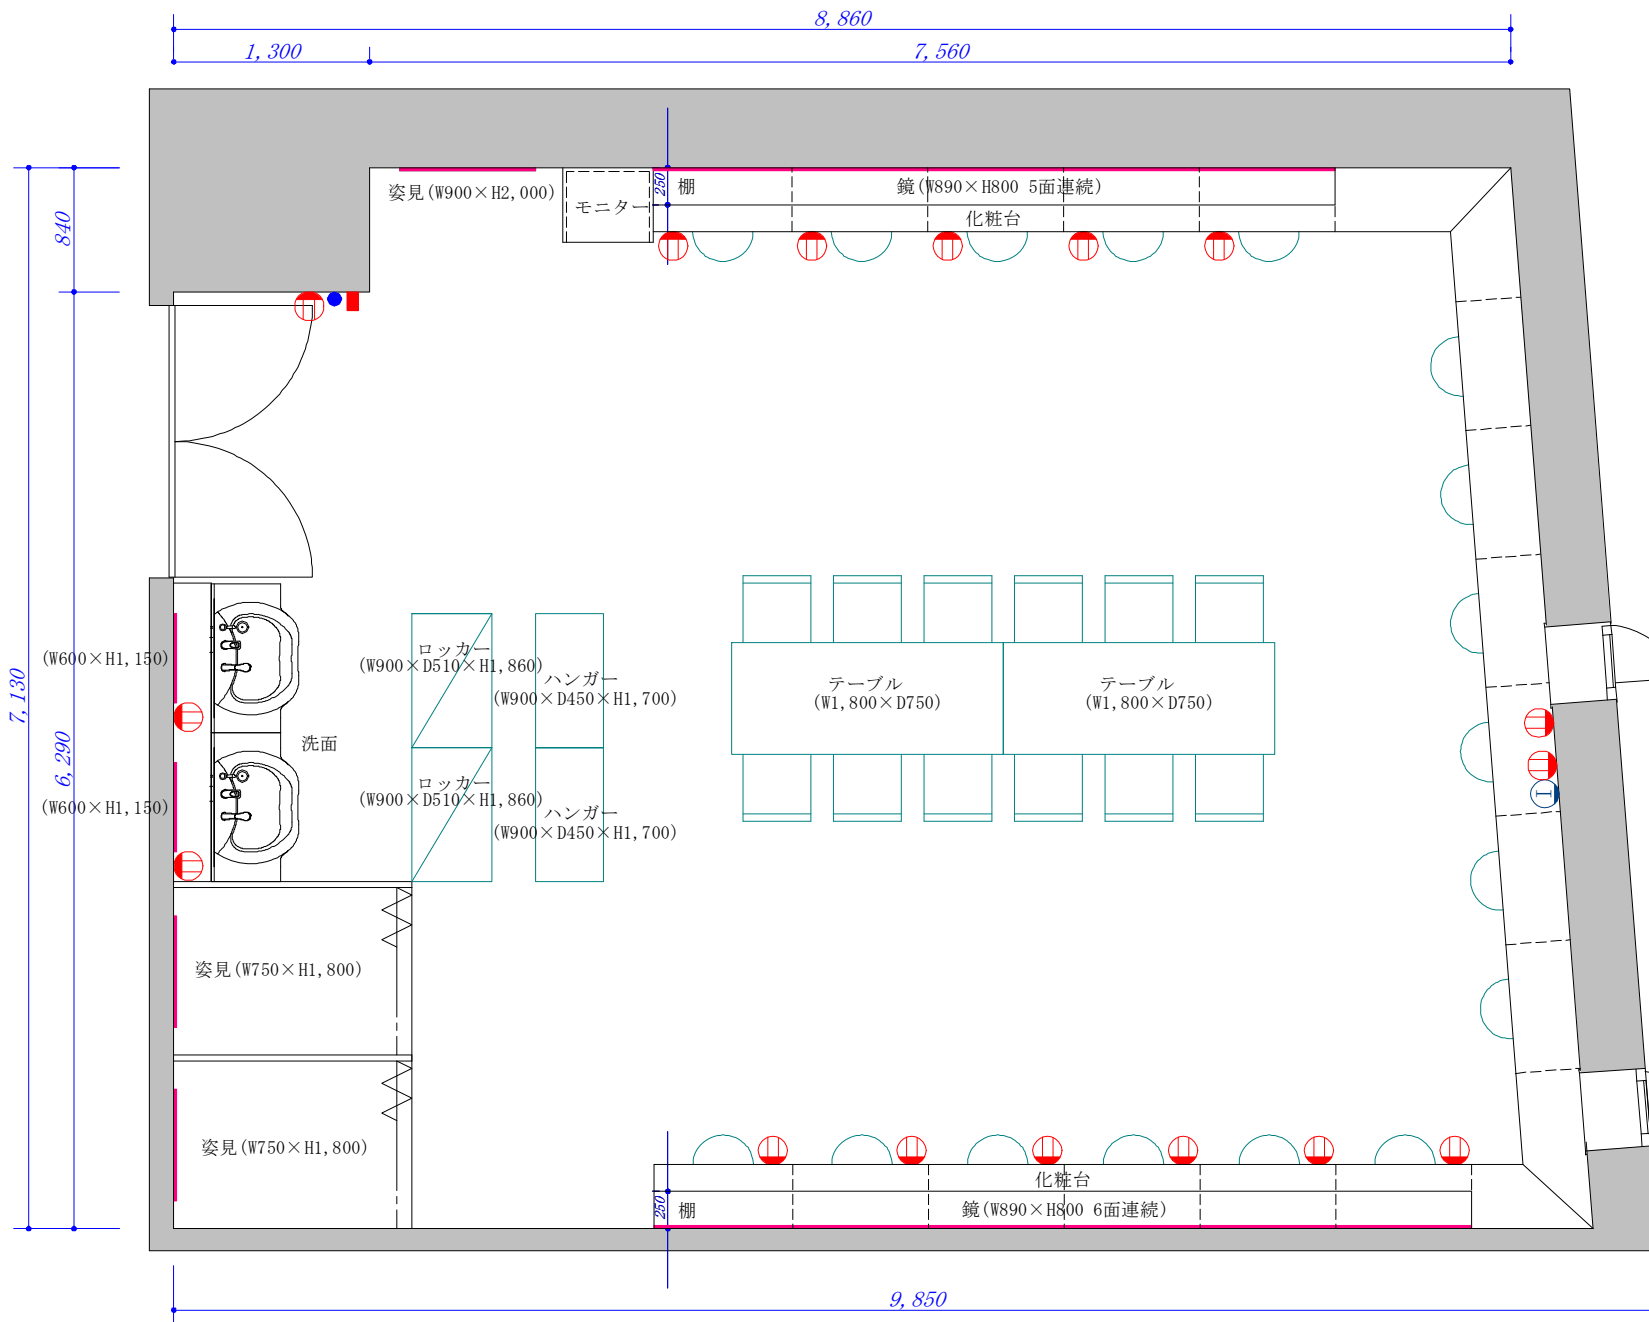 8,860
1,300
7,560
姿見(W900×H2,000)
モニター
250
棚
鏡(W890×H800 5面連続)
化粧台
840
7,130
6,290
(W600×H1,150)
(W600×H1,150)
洗面
ロッカー
(W900×D510×H1,860)
ハンガー
(W900×D450×H1,700)
ロッカー
(W900×D510×H1,860)
ハンガー
(W900×D450×H1,700)
テーブル
(W1,800×D750)
テーブル
(W1,800×D750)
I
姿見(W750×H1,800)
姿見(W750×H1,800)
化粧台
250
棚
鏡(W890×H800 6面連続)
9,850